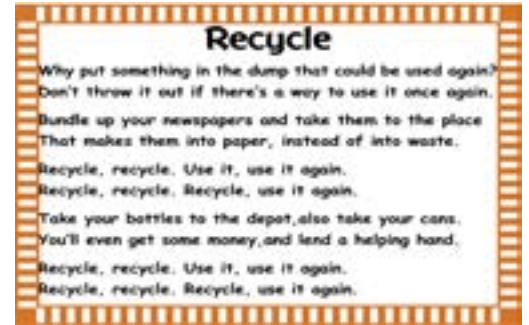 Recycle
Why put something in the dump that could be used again?
Don't throw it out if there's a way to use it once again.
Bundle up your newspapers and take them to the place
That makes them into paper, instead of into waste.
Recycle, recycle. Use it, use it again.
Recycle, recycle. Recycle, use it again.
Take your bottles to the depot,also take your cans.
You'll even get some money,and lend a helping hand.
Recycle, recycle. Use it, use it again.
Recycle, recycle. Recycle, use it again.